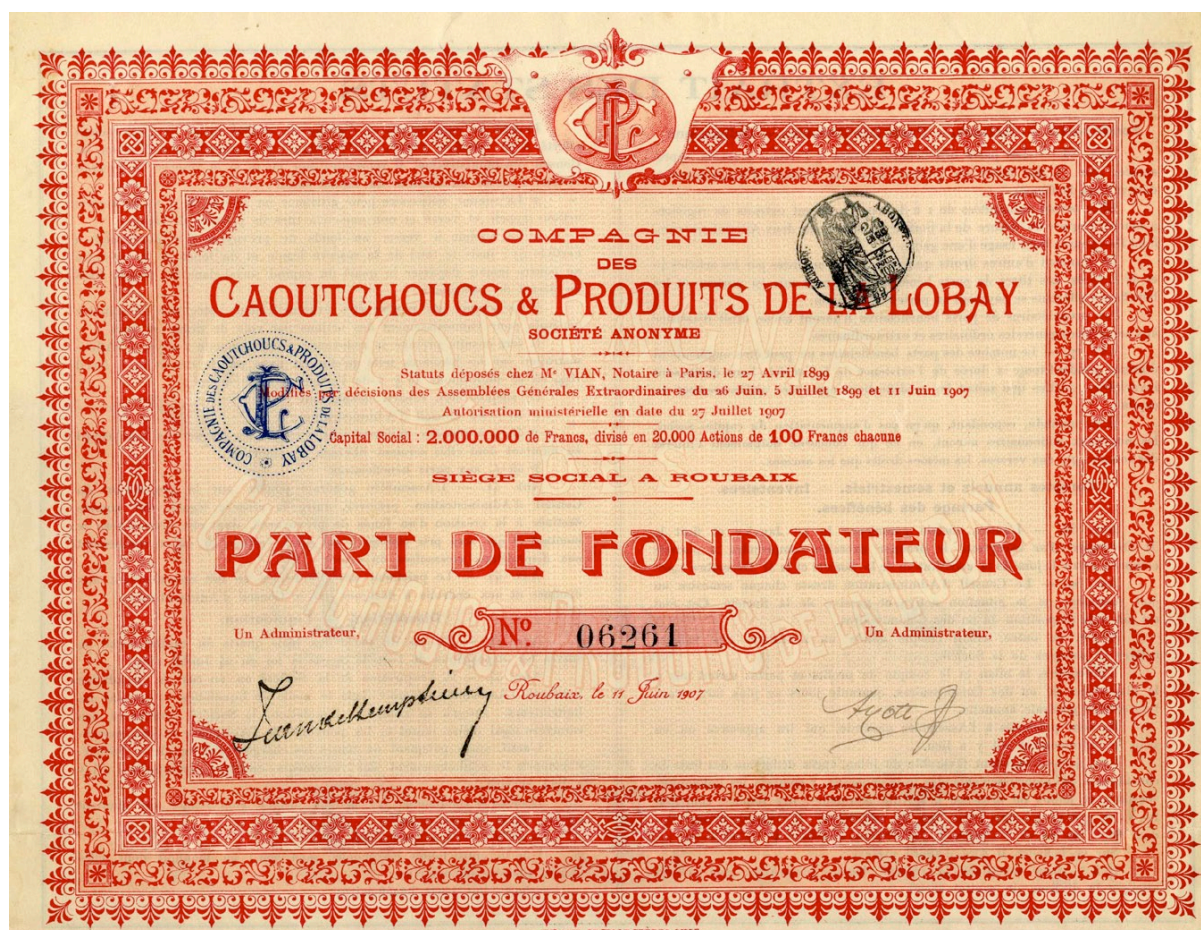 COMPAGNIE
DES
CAOUTCHOUCS & PRODUITS DE LA LOBAY
SOCIÉTÉ ANONYME
Statuts déposés chez Me VIAN, Notaire à Paris, le 27 Avril 1899
Modifiés par décisions des Assemblées Générales Extraordinaires du 26 Juin, 5 Juillet 1899 et 11 Juin 1907
Autorisation ministérielle en date du 27 Juillet 1907
Capital Social : 2.000.000 de Francs, divisé en 20.000 Actions de 100 Francs chacune
COMPAGNIE DES CAOUTCHOUCS & PRODUITS DE LA LOBAY
SIÈGE SOCIAL A ROUBAIX
PART DE FONDATEUR
Un Administrateur,
No 06261
Un Administrateur,
Roubaix, le 11 Juin 1907